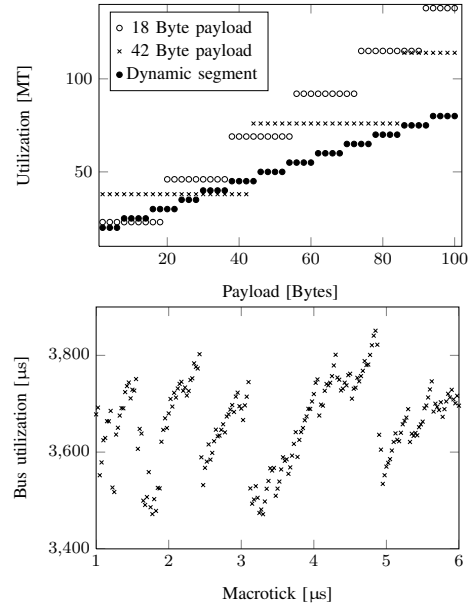 18 Byte payload
42 Byte payload
Dynamic segment
Utilization [MT]
100
50
0
20
40
60
80
100
Payload [Bytes]
Bus utilization [µs]
3,800
3,600
3,400
1
2
3
4
5
6
Macrotick [µs]